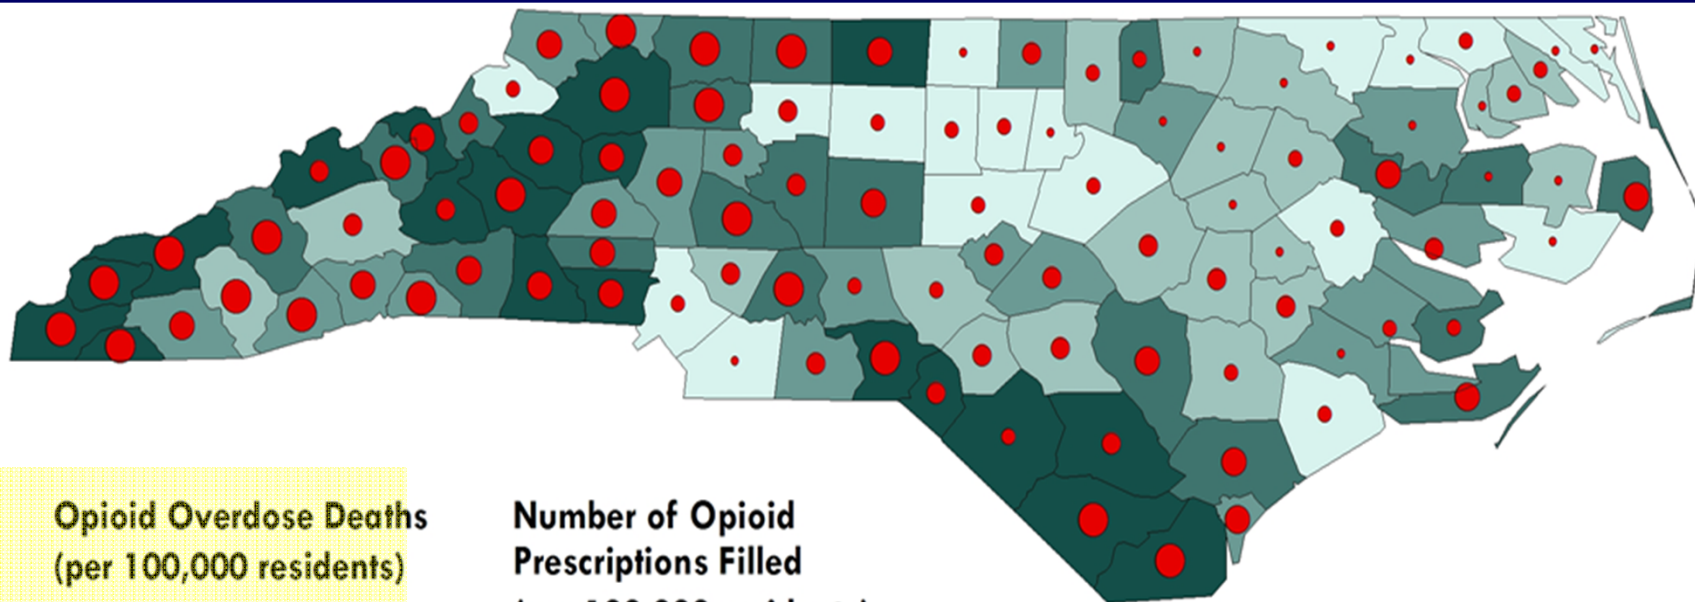 Opioid Overdose Deaths
(per 100,000 residents)
Number of Opioid
Prescriptions Filled